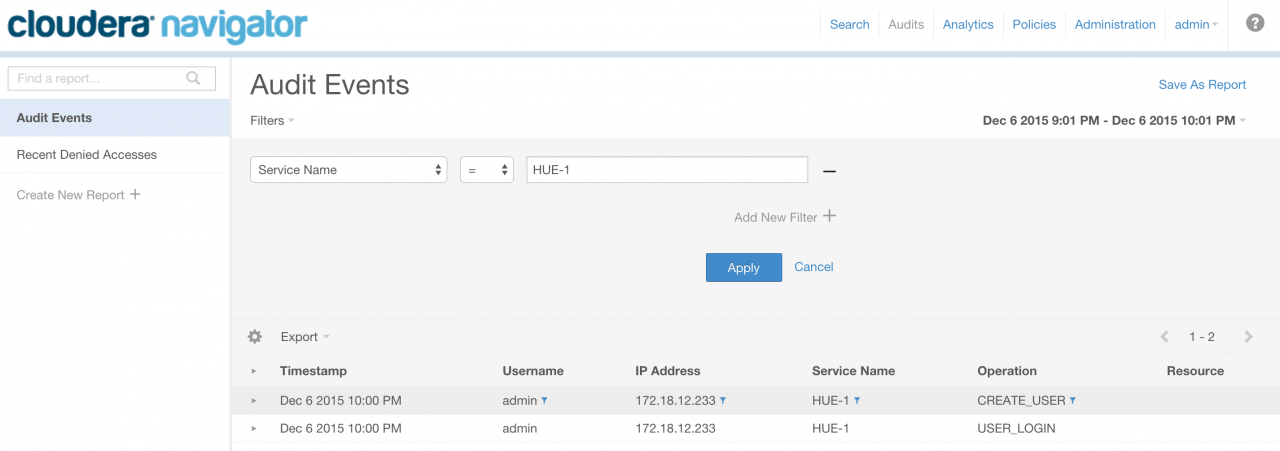 cloudera navigator
Search Audits Analytics Policies Administration admin ?
Find a report...
Audit Events
Recent Denied Accesses
Create New Report +
Audit Events
Save As Report
Filters
Dec 6 2015 9:01 PM - Dec 6 2015 10:01 PM
Service Name = HUE-1
Add New Filter +
Apply Cancel
Export 1 - 2
Timestamp Username IP Address Service Name Operation Resource
Dec 6 2015 10:00 PM admin 172.18.12.233 HUE-1 CREATE_USER
Dec 6 2015 10:00 PM admin 172.18.12.233 HUE-1 USER_LOGIN